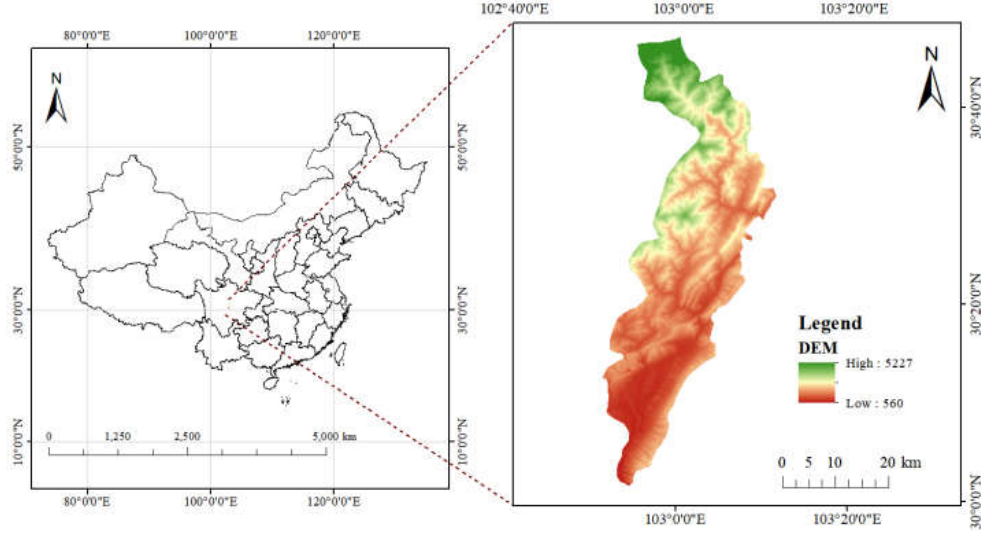 80°0'0"E 100°0'0"E 120°0'0"E
N
50°0'0"N
30°0'0"N
10°0'0"N
50°0'0"N
30°0'0"N
10°0'0"N
0 1,250 2,500 5,000 km
80°0'0"E 100°0'0"E 120°0'0"E
102°40'0"E 103°0'0"E 103°20'0"E
N
30°40'0"N
30°20'0"N
30°0'0"N
Legend
DEM
High : 5227
Low : 560
0 5 10 20 km
103°0'0"E 103°20'0"E